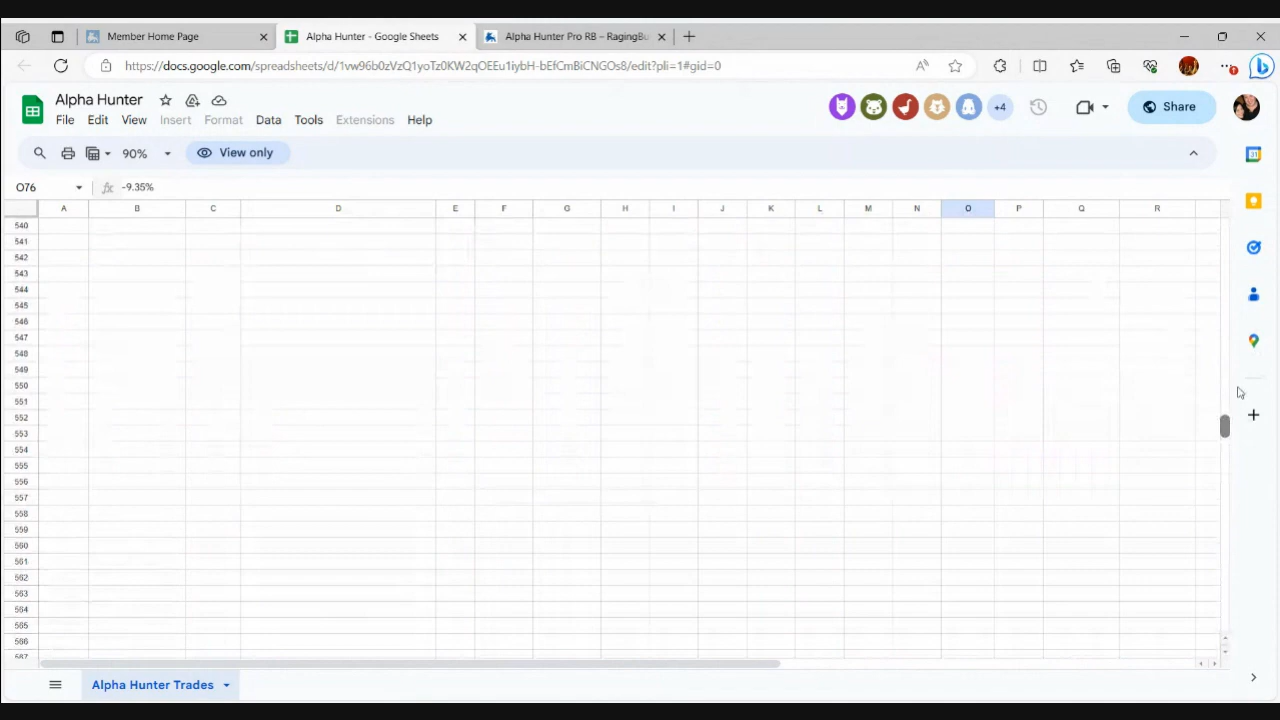 Member Home Page
Alpha Hunter - Google Sheets
Alpha Hunter Pro RB – RagingBu
https://docs.google.com/spreadsheets/d/1vw96b0zVzQ1yoTz0KW2qOEEu1iybH-bEfCmBiCNGOs8/edit?pli=1#gid=0
Alpha Hunter
File Edit View Insert Format Data Tools Extensions Help
+4
Share
90%
View only
O76
fx
-9.35%
A B C D E F G H I J K L M N O P Q R
540
541
542
543
544
545
546
547
548
549
550
551
552
553
554
555
556
557
558
559
560
561
562
563
564
565
566
Alpha Hunter Trades